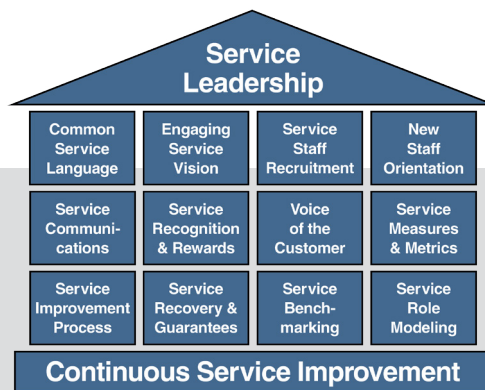 Service
Leadership
Common
Service
Language
Engaging
Service
Vision
Service
Staff
Recruitment
New
Staff
Orientation
Service
Communi-
cations
Service
Recognition
& Rewards
Voice
of the
Customer
Service
Measures
& Metrics
Service
Improvement
Process
Service
Recovery &
Guarantees
Service
Bench-
marking
Service
Role
Modeling
Continuous Service Improvement